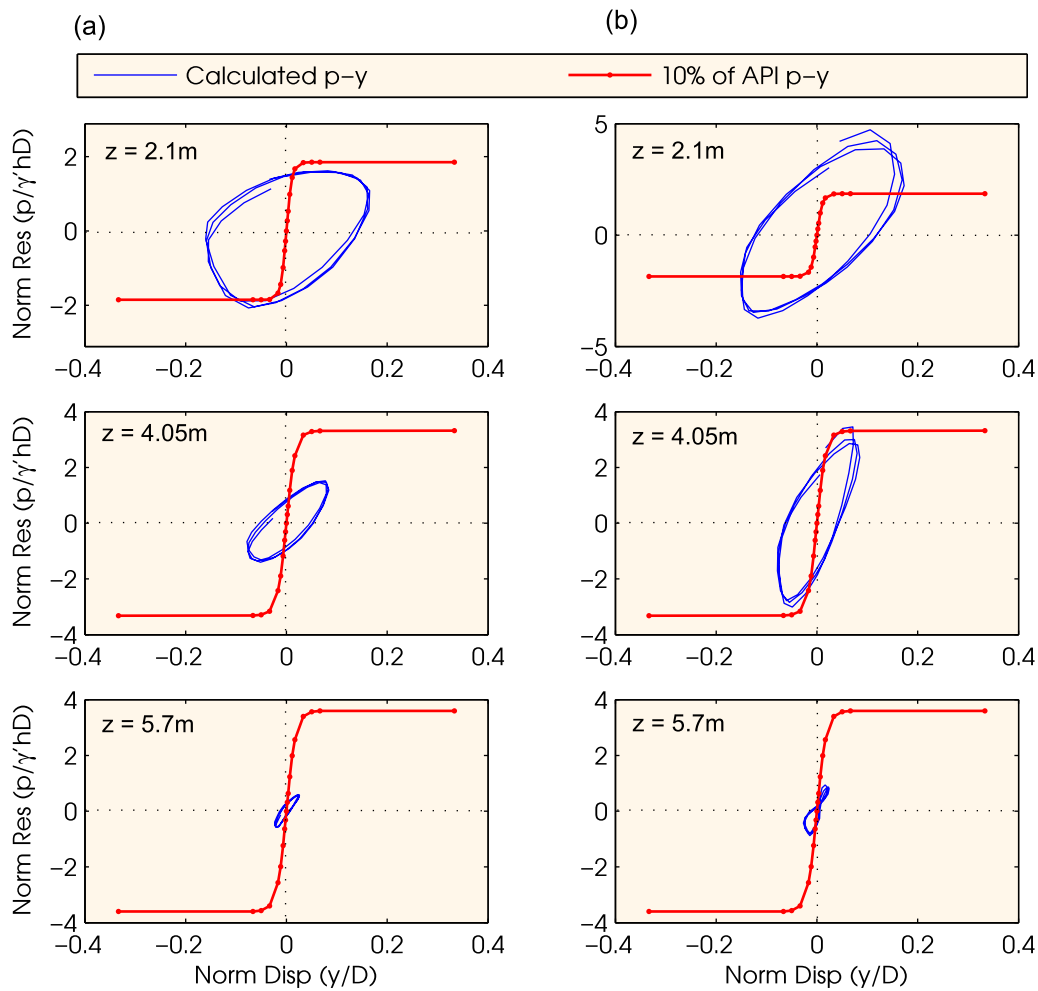 (a) (b)
Calculated p-y 10% of API p-y
Norm Res (p/γ'hD)
z = 2.1m
2
0
-2
-0.4 -0.2 0 0.2 0.4
z = 2.1m
5
0
-5
-0.4 -0.2 0 0.2 0.4
Norm Res (p/γ'hD)
z = 4.05m
4
2
0
-2
-4
-0.4 -0.2 0 0.2 0.4
z = 4.05m
4
2
0
-2
-4
-0.4 -0.2 0 0.2 0.4
Norm Res (p/γ'hD)
z = 5.7m
4
2
0
-2
-4
-0.4 -0.2 0 0.2 0.4
Norm Disp (y/D)
z = 5.7m
4
2
0
-2
-4
-0.4 -0.2 0 0.2 0.4
Norm Disp (y/D)